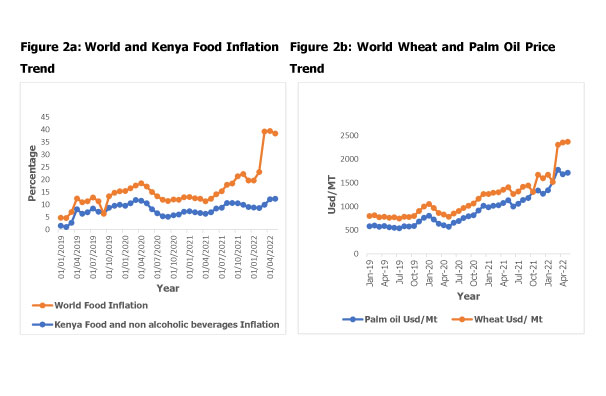 Figure 2a: World and Kenya Food Inflation
Trend
45
40
35
30
25
20
15
10
5
0
Percentage
01/01/2019
01/04/2019
01/07/2019
01/10/2019
01/01/2020
01/04/2020
01/07/2020
01/10/2020
01/01/2021
01/04/2021
01/07/2021
01/10/2021
01/01/2022
01/04/2022
Year
World Food Inflation
Kenya Food and non alcoholic beverages Inflation
Figure 2b: World Wheat and Palm Oil Price
Trend
2500
2000
1500
1000
500
0
Usd/MT
Jan-19
Apr-19
Jul-19
Oct-19
Jan-20
Apr-20
Jul-20
Oct-20
Jan-21
Apr-21
Jul-21
Oct-21
Jan-22
Apr-22
Year
Palm oil Usd/Mt
Wheat Usd/ Mt